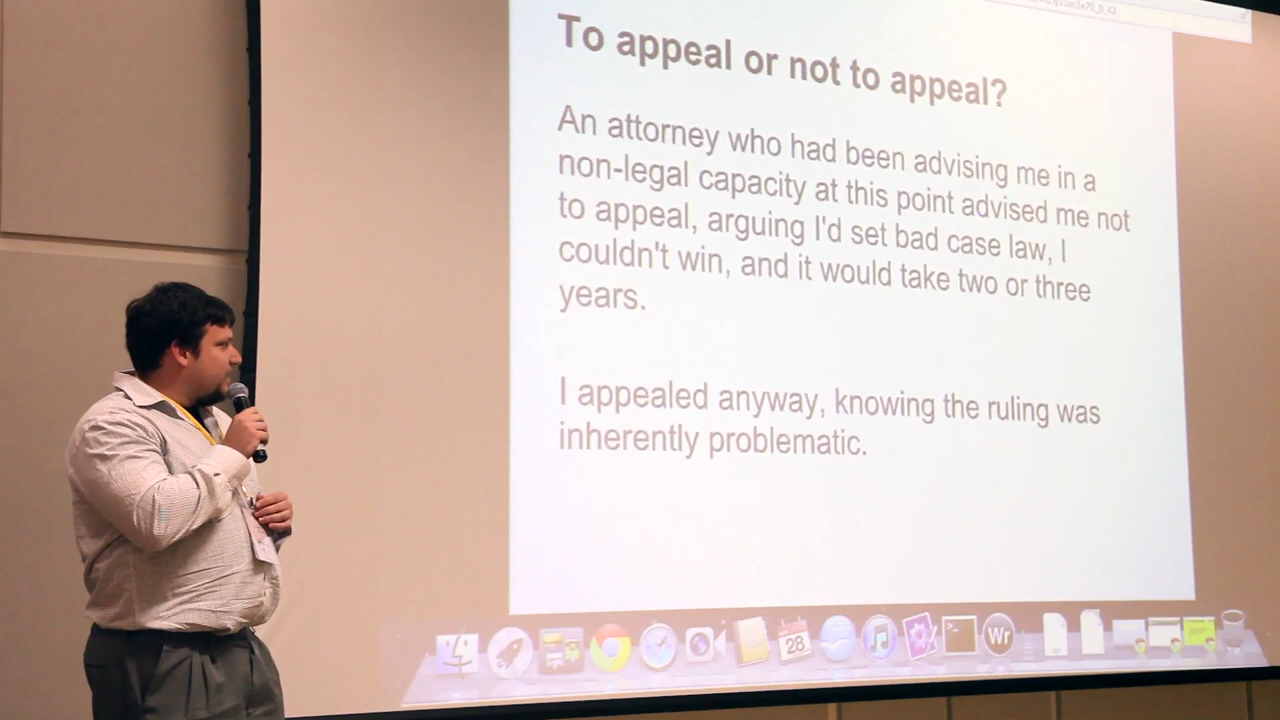 To appeal or not to appeal?
An attorney who had been advising me in a
non-legal capacity at this point advised me not
to appeal, arguing I'd set bad case law, I
couldn't win, and it would take two or three
years.
I appealed anyway, knowing the ruling was
inherently problematic.
28
Wr